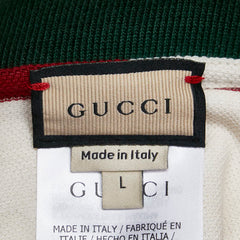 GUCCI
Made in Italy
GUCCI
L
MADE IN ITALY / FABRIQUÉ EN
ITALIE / HECHO EN ITALIA /